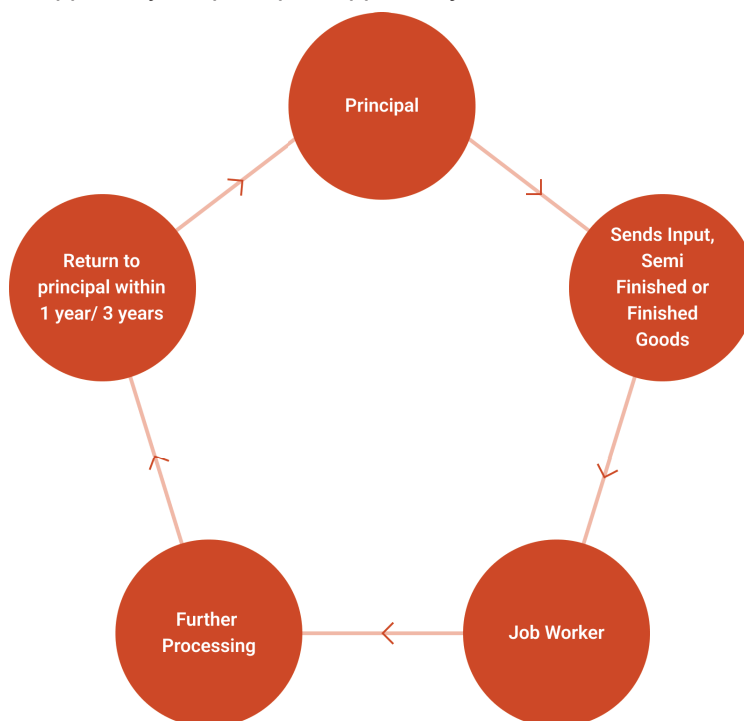 Principal
Sends Input,
Semi
Finished or
Finished
Goods
Job Worker
Further
Processing
Return to
principal within
1 year/ 3 years